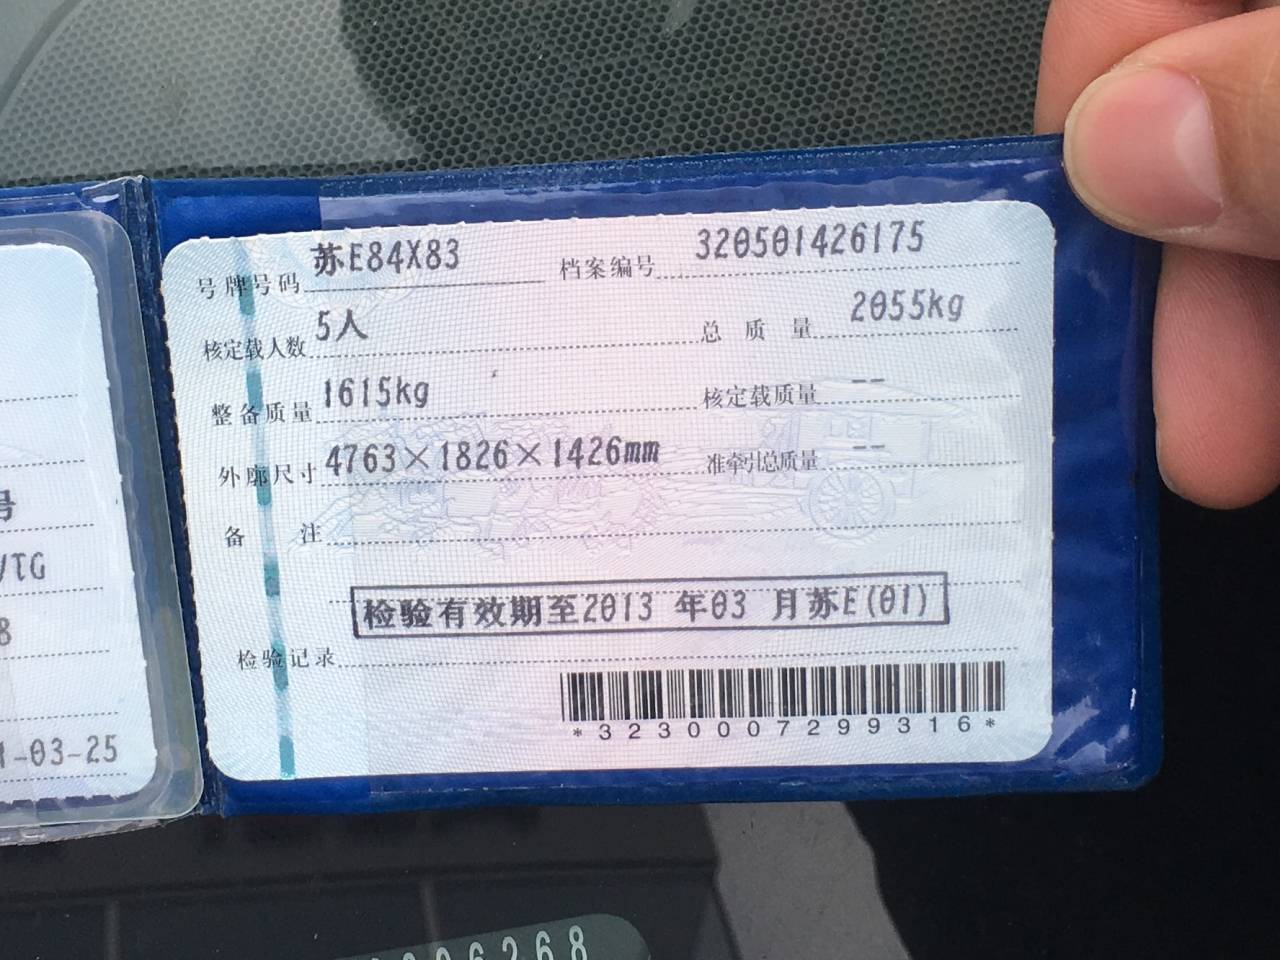 号牌号码 苏E84X83 档案编号 320501426175
核定载人数 5人 总质量 2055kg
整备质量 1615kg 核定载质量 --
外廓尺寸 4763×1826×1426mm 准牵引总质量 --
备注
检验有效期至2013 年03 月苏E(01)
检验记录
*3230007299316*
号
/TG
8
1-03-25
06268